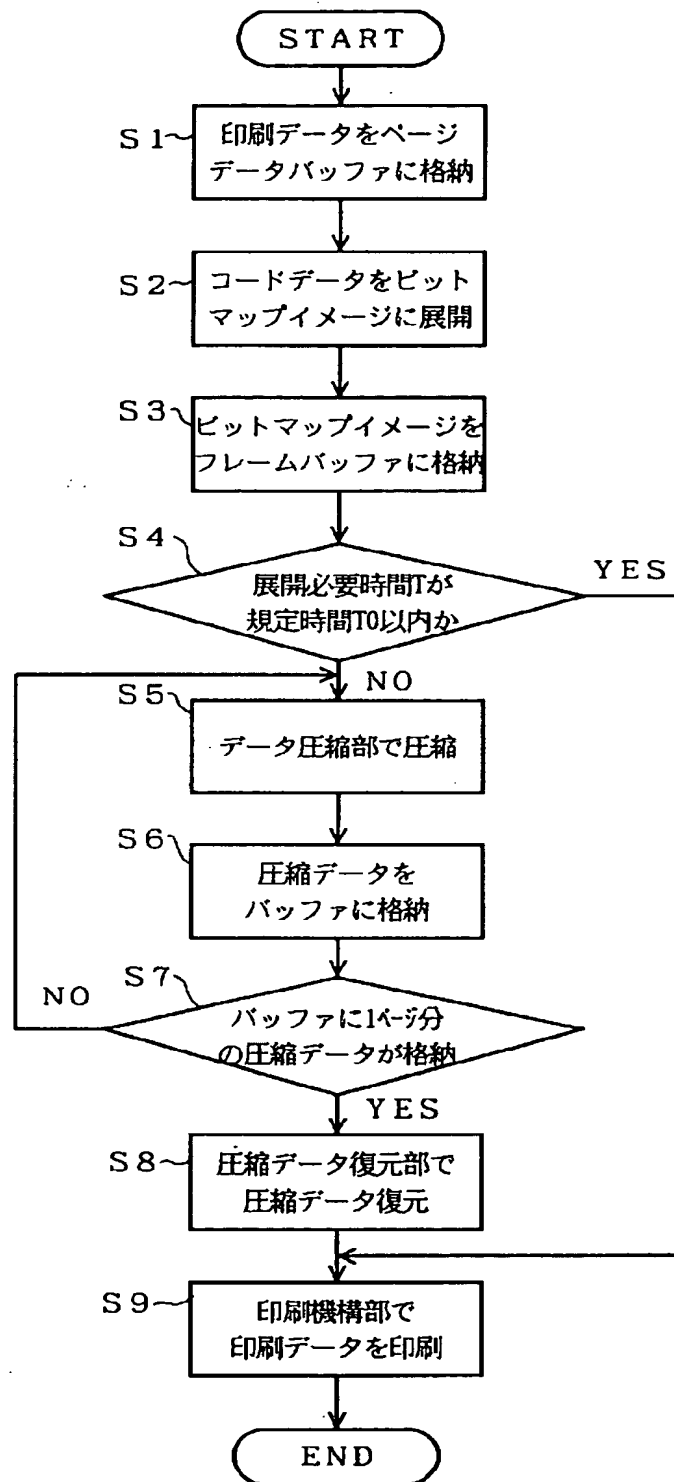 START
S1
印刷データをページ
データバッファに格納
S2
コードデータをビット
マップイメージに展開
S3
ビットマップイメージを
フレームバッファに格納
S4
展開必要時間Tが
規定時間T0以内か
YES
NO
S5
データ圧縮部で圧縮
S6
圧縮データを
バッファに格納
S7
NO
バッファに1ページ分
の圧縮データが格納
YES
S8
圧縮データ復元部で
圧縮データ復元
S9
印刷機構部で
印刷データを印刷
END